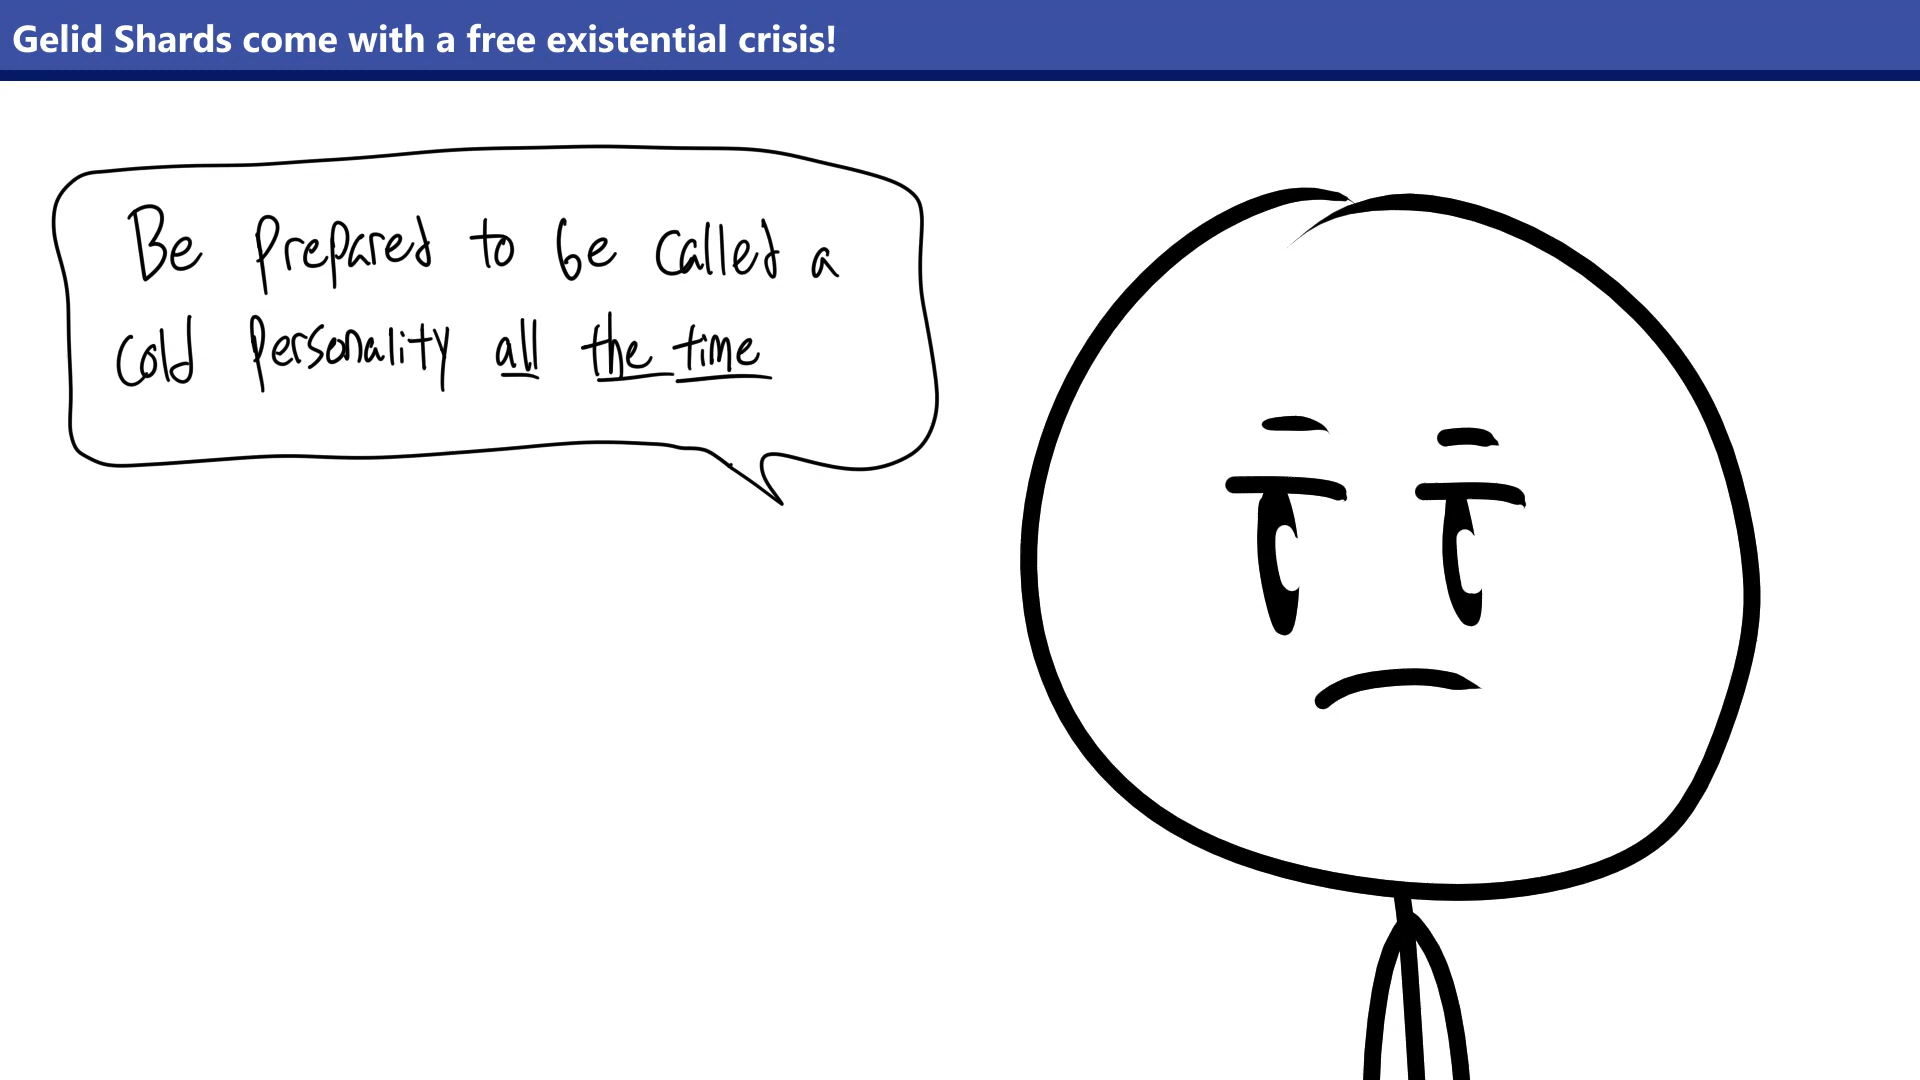 Gelid Shards come with a free existential crisis!
Be Prepared to be called a
cold Personality all the time